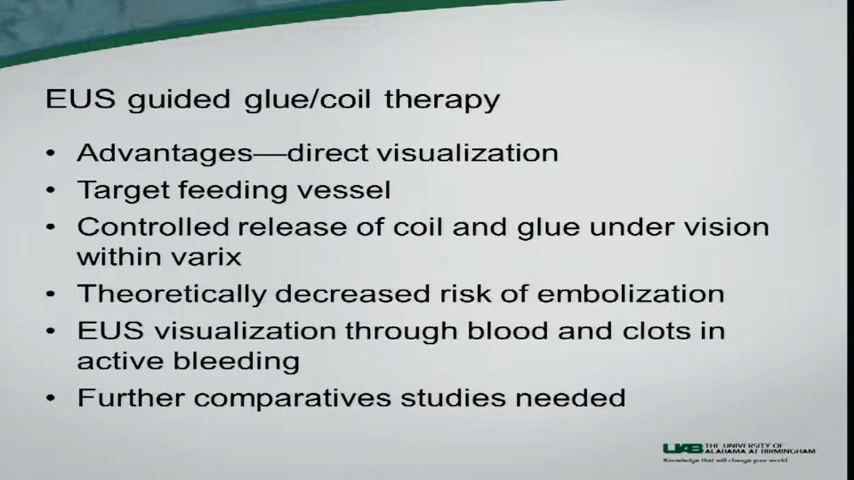 EUS guided glue/coil therapy
• Advantages—direct visualization
• Target feeding vessel
• Controlled release of coil and glue under vision
within varix
• Theoretically decreased risk of embolization
• EUS visualization through blood and clots in
active bleeding
• Further comparatives studies needed
UAB THE UNIVERSITY OF
ALABAMA AT BIRMINGHAM
Knowledge that will change your world